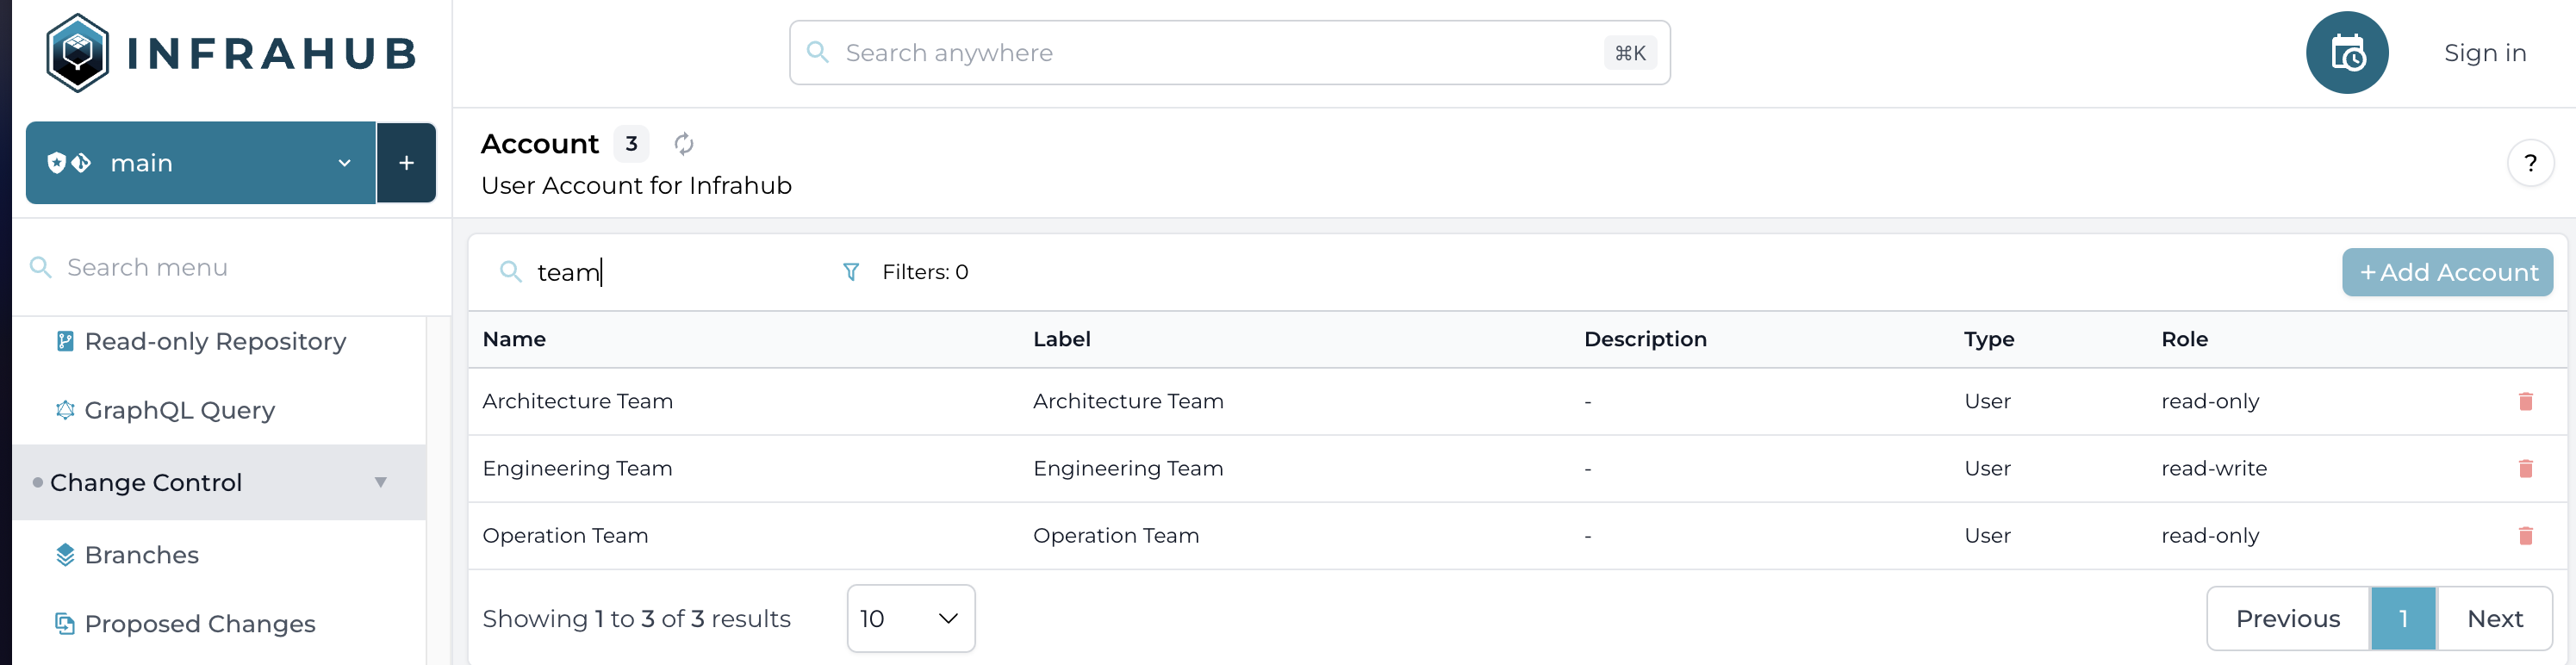 INFRAHUB
Search anywhere
⌘K
Sign in
main
+
Account 3
User Account for Infrahub
?
Search menu
team
Filters: 0
+ Add Account
Read-only Repository
GraphQL Query
Change Control
Branches
Proposed Changes
Name Label Description Type Role
Architecture Team Architecture Team - User read-only
Engineering Team Engineering Team - User read-write
Operation Team Operation Team - User read-only
Showing 1 to 3 of 3 results
10
Previous 1 Next